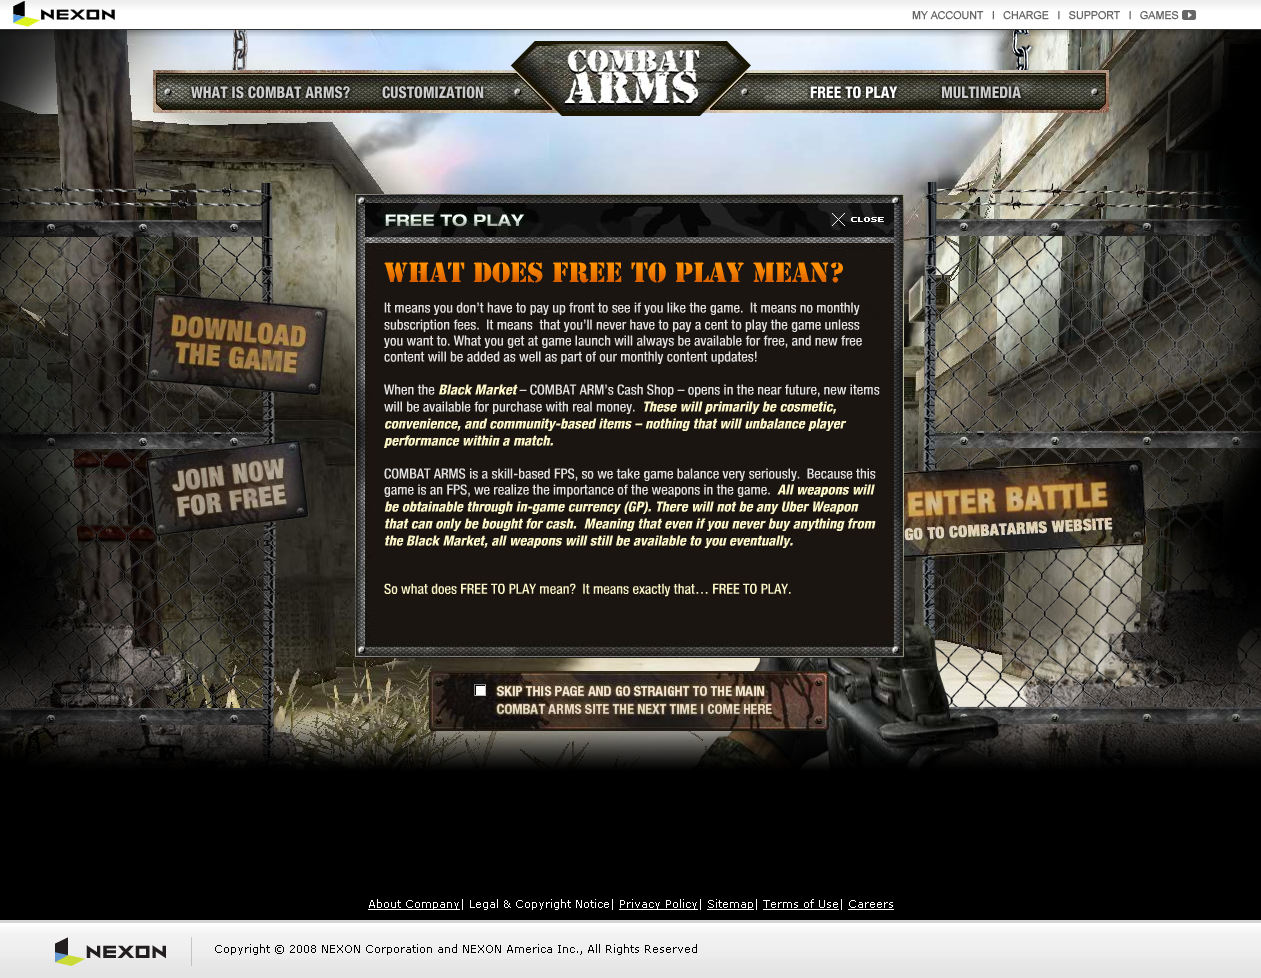 NEXON
MY ACCOUNT | CHARGE | SUPPORT | GAMES
COMBAT
ARMS
WHAT IS COMBAT ARMS? CUSTOMIZATION FREE TO PLAY MULTIMEDIA
FREE TO PLAY
CLOSE
WHAT DOES FREE TO PLAY MEAN?
It means you don't have to pay up front to see if you like the game. It means no monthly
subscription fees. It means that you'll never have to pay a cent to play the game unless
you want to. What you get at game launch will always be available for free, and new free
content will be added as well as part of our monthly content updates!
When the Black Market – COMBAT ARM's Cash Shop – opens in the near future, new items
will be available for purchase with real money. These will primarily be cosmetic,
convenience, and community-based items – nothing that will unbalance player
performance within a match.
COMBAT ARMS is a skill-based FPS, so we take game balance very seriously. Because this
game is an FPS, we realize the importance of the weapons in the game. All weapons will
be obtainable through in-game currency (GP). There will not be any Uber Weapon
that can only be bought for cash. Meaning that even if you never buy anything from
the Black Market, all weapons will still be available to you eventually.
So what does FREE TO PLAY mean? It means exactly that... FREE TO PLAY.
DOWNLOAD
THE GAME
JOIN NOW
FOR FREE
ENTER BATTLE
GO TO COMBATARMS WEBSITE
SKIP THIS PAGE AND GO STRAIGHT TO THE MAIN
COMBAT ARMS SITE THE NEXT TIME I COME HERE
About Company| Legal & Copyright Notice| Privacy Policy| Sitemap| Terms of Use| Careers
NEXON
Copyright © 2008 NEXON Corporation and NEXON America Inc., All Rights Reserved